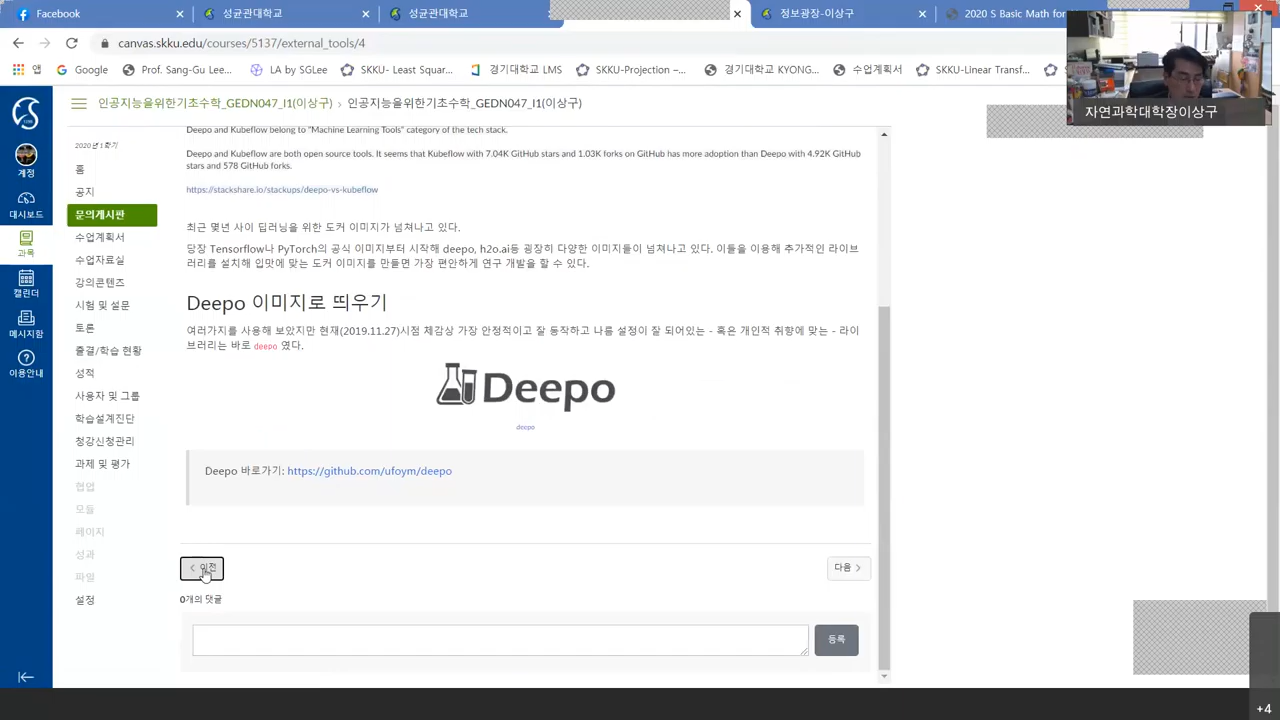 Facebook
성균관대학교
성균관대학교
정보광장-이상구
2020 S Basic Math for
canvas.skku.edu/courses/5137/external_tools/4
앱
Google
Prof. Sang-Gu Lee...
LA by SGLee
SKKU- Least Squar...
경기대학교 LMS
SKKU-Projection –...
경기대학교 KYONG...
수업계획서
SKKU-Linear Transf...
자연과학대학장이상구
인공지능을위한기초수학_GEDN047_I1(이상구) › 인공지능을위한기초수학_GEDN047_I1(이상구)
계정
대시보드
과목
캘린더
메시지함
이용안내
2020년 1학기
홈
공지
문의게시판
수업계획서
수업자료실
강의콘텐츠
시험 및 설문
토론
출결/학습 현황
성적
사용자 및 그룹
학습설계진단
청강신청관리
과제 및 평가
협업
모듈
페이지
성과
파일
설정
Deepo and Kubeflow belong to "Machine Learning Tools" category of the tech stack.
Deepo and Kubeflow are both open source tools. It seems that Kubeflow with 7.04K GitHub stars and 1.03K forks on GitHub has more adoption than Deepo with 4.92K GitHub
stars and 578 GitHub forks.
https://stackshare.io/stackups/deepo-vs-kubeflow
최근 몇년 사이 딥러닝을 위한 도커 이미지가 넘쳐나고 있다.
당장 Tensorflow나 PyTorch의 공식 이미지부터 시작해 deepo, h2o.ai등 굉장히 다양한 이미지들이 넘쳐나고 있다. 이들을 이용해 추가적인 라이브
러리를 설치해 입맛에 맞는 도커 이미지를 만들면 가장 편안하게 연구 개발을 할 수 있다.
Deepo 이미지로 띄우기
여러가지를 사용해 보았지만 현재(2019.11.27)시점 체감상 가장 안정적이고 잘 동작하고 나름 설정이 잘 되어있는 - 혹은 개인적 취향에 맞는 - 라이
브러리는 바로 deepo 였다.
Deepo
deepo
Deepo 바로가기: https://github.com/ufoym/deepo
이전
다음
0개의 댓글
등록
+4